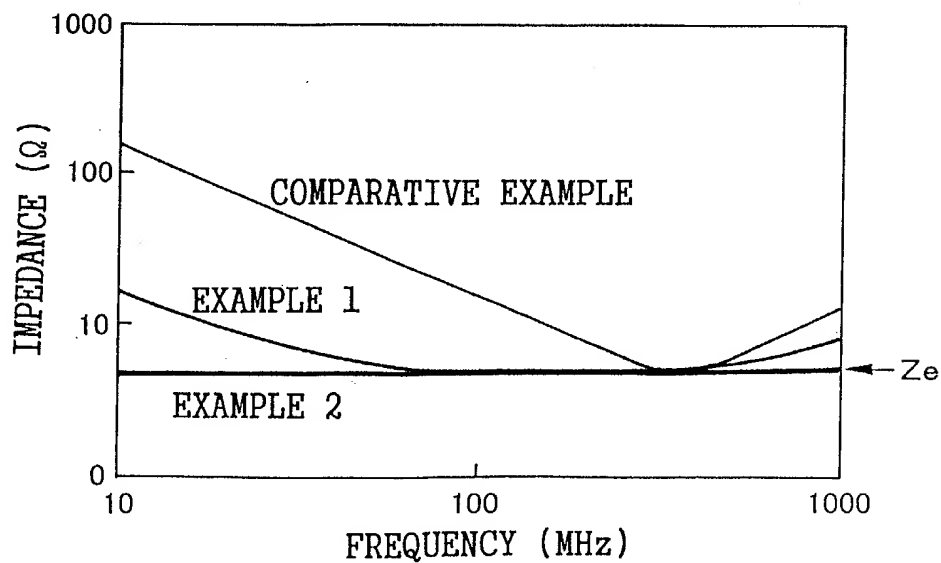 1000
100
10
0
IMPEDANCE (Ω)
COMPARATIVE EXAMPLE
EXAMPLE 1
EXAMPLE 2
Ze
10
100
1000
FREQUENCY (MHz)